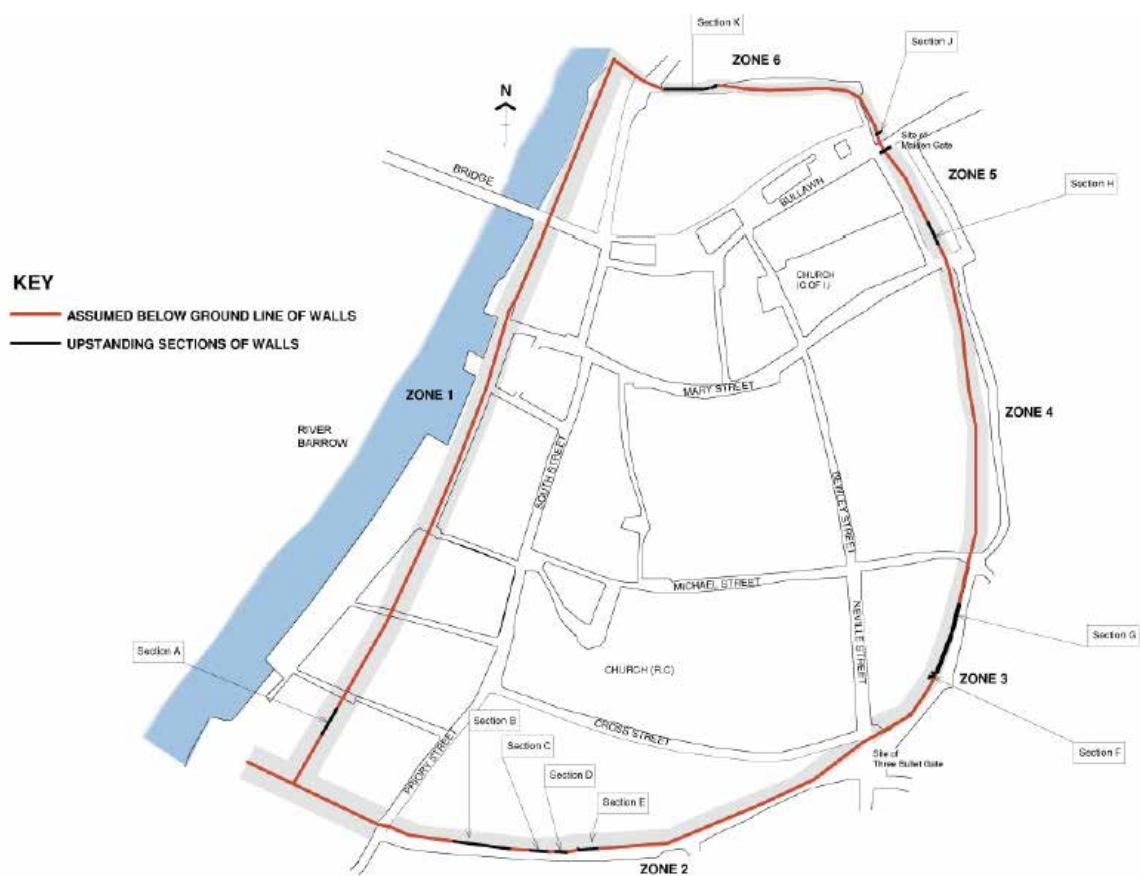 Section K
ZONE 6
Section J
N
Site of
Maiden Gate
BRIDGE
BULLAWN
ZONE 5
Section H
KEY
ASSUMED BELOW GROUND LINE OF WALLS
UPSTANDING SECTIONS OF WALLS
CHURCH
(C OF I)
ZONE 1
MARY STREET
ZONE 4
RIVER
BARROW
SOUTH STREET
BEWLEY STREET
MICHAEL STREET
NEVILLE STREET
Section A
Section G
CHURCH (R.C)
ZONE 3
Section B
CROSS STREET
PRIORY STREET
Section C
Section D
Site of
Three Bullet Gate
Section F
Section E
ZONE 2